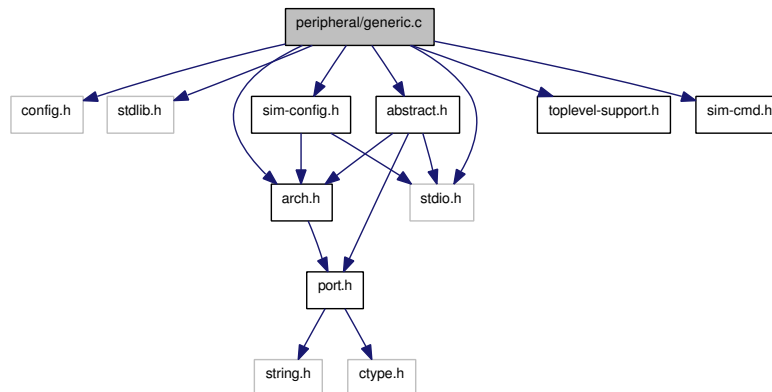 peripheral/generic.c
config.h
stdlib.h
sim-config.h
abstract.h
toplevel-support.h
sim-cmd.h
arch.h
stdio.h
port.h
string.h
ctype.h